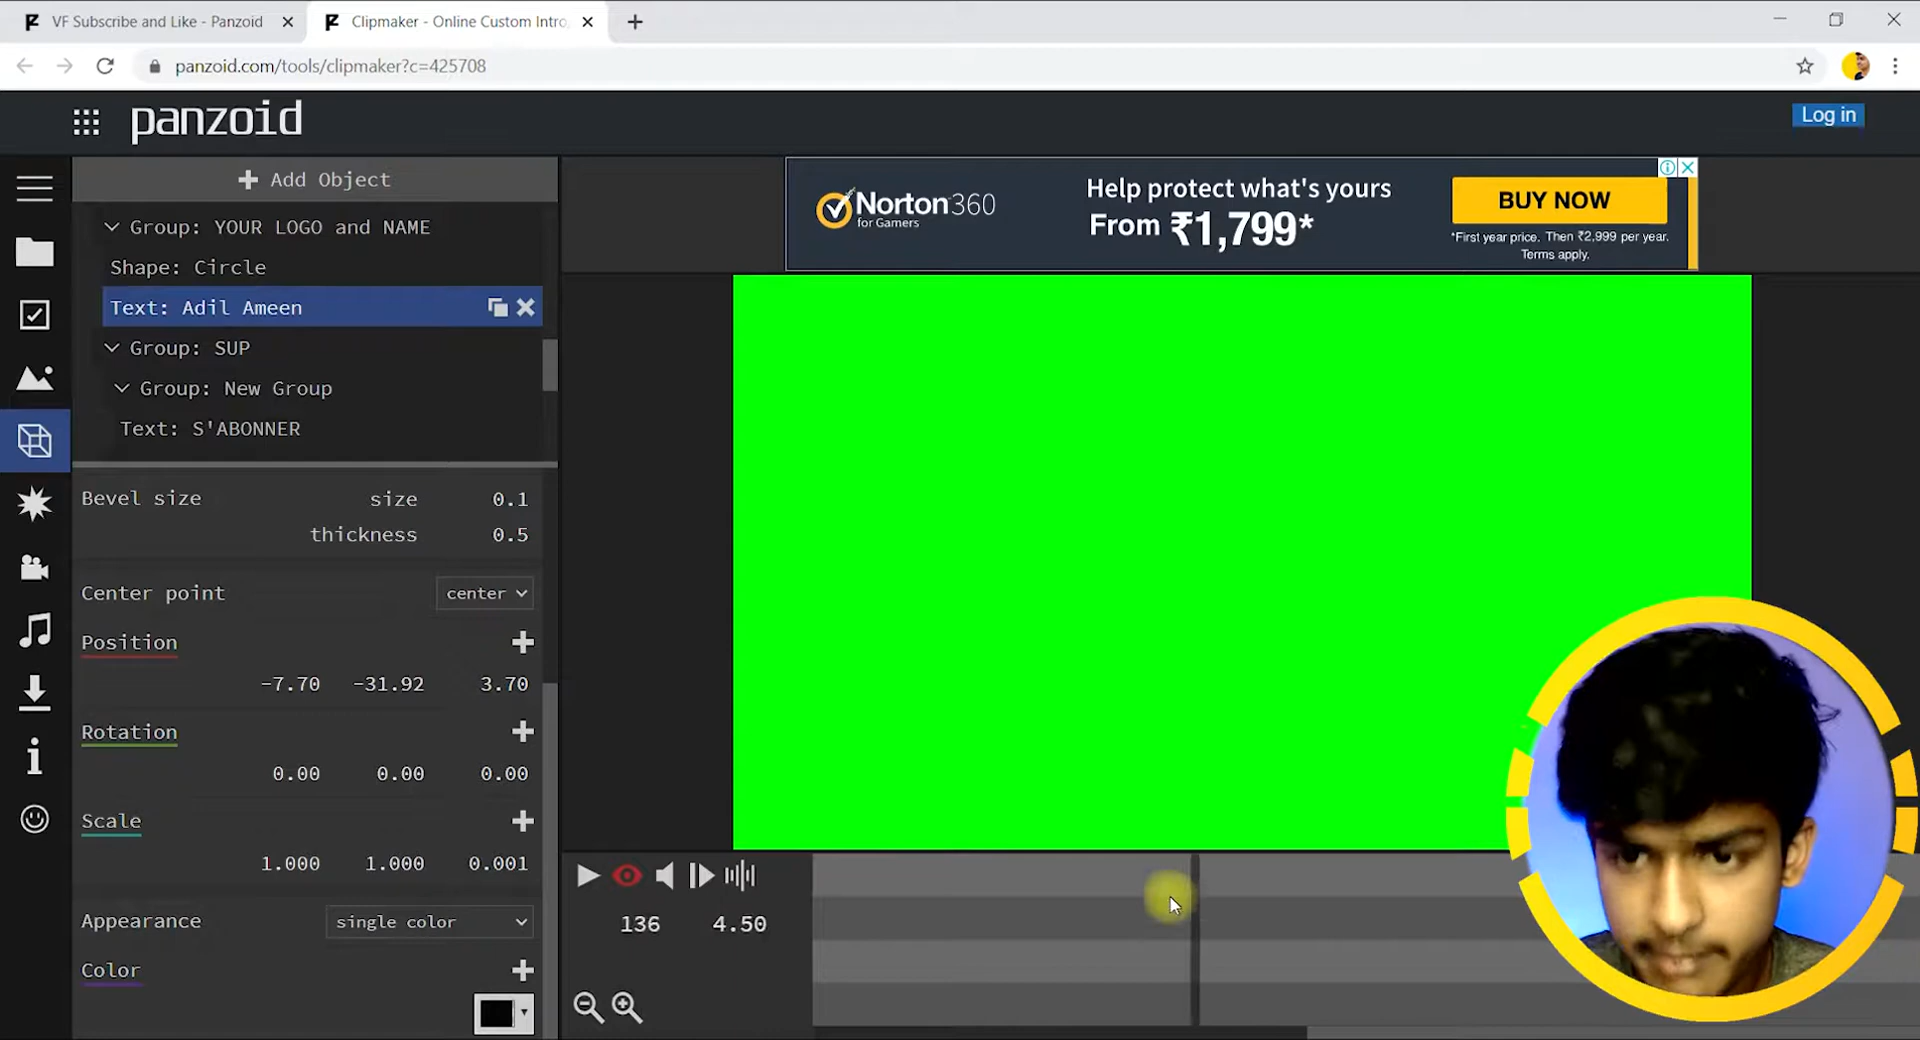 VF Subscribe and Like - Panzoid
Clipmaker - Online Custom Intro,
panzoid.com/tools/clipmaker?c=425708
panzoid
Log in
Add Object
Group: YOUR LOGO and NAME
Shape: Circle
Text: Adil Ameen
Group: SUP
Group: New Group
Text: S'ABONNER
Norton 360
for Gamers
Help protect what's yours
From ₹1,799*
BUY NOW
*First year price. Then ₹2,999 per year.
Terms apply.
Bevel size size 0.1
thickness 0.5
Center point center
Position
-7.70 -31.92 3.70
Rotation
0.00 0.00 0.00
Scale
1.000 1.000 0.001
Appearance single color
Color
136 4.50